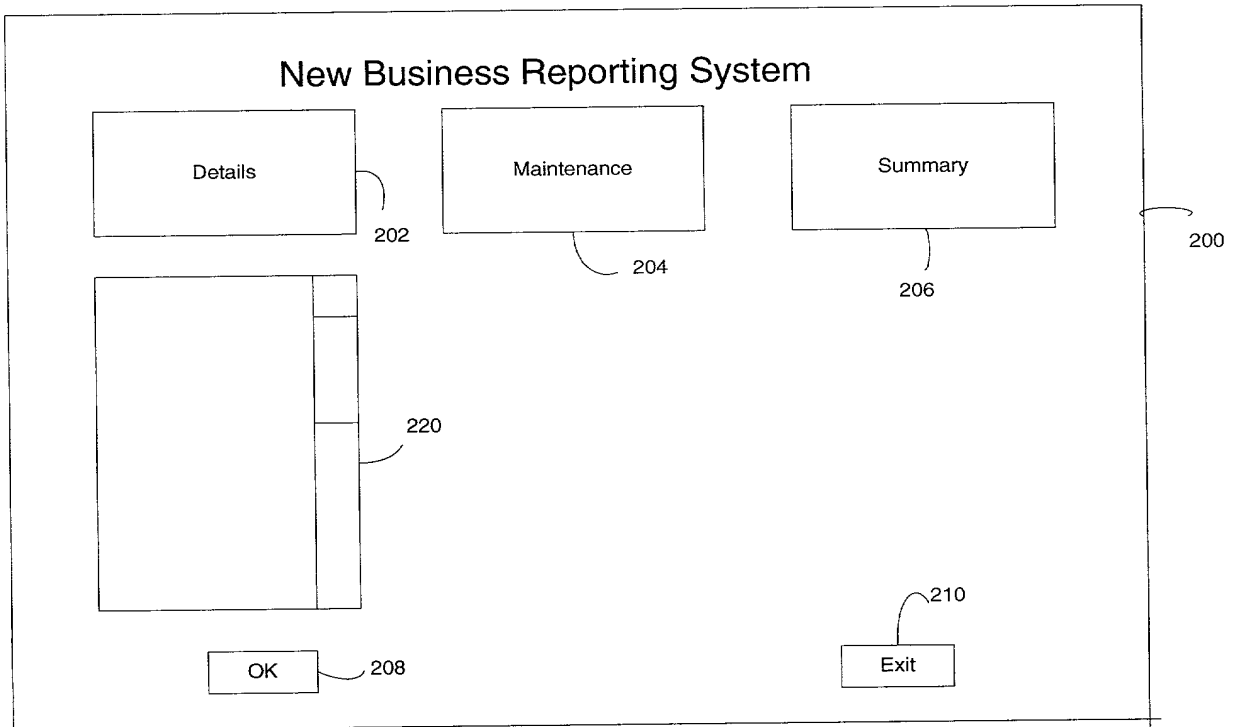 New Business Reporting System
Details
Maintenance
Summary
202
204
206
200
220
210
OK
208
Exit